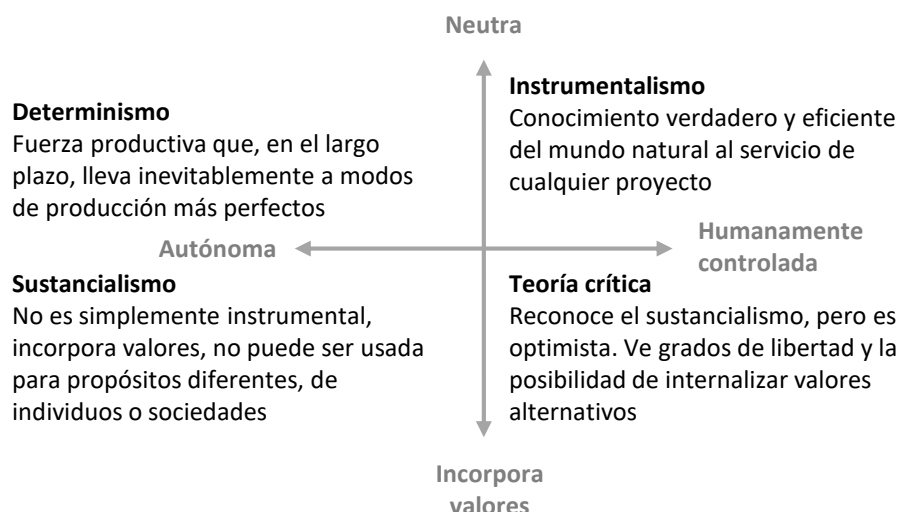 Neutra
Determinismo
Fuerza productiva que, en el largo
plazo, lleva inevitablemente a modos
de producción más perfectos
Instrumentalismo
Conocimiento verdadero y eficiente
del mundo natural al servicio de
cualquier proyecto
Autónoma
Humanamente
controlada
Sustancialismo
No es simplemente instrumental,
incorpora valores, no puede ser usada
para propósitos diferentes, de
individuos o sociedades
Teoría crítica
Reconoce el sustancialismo, pero es
optimista. Ve grados de libertad y la
posibilidad de internalizar valores
alternativos
Incorpora
valores